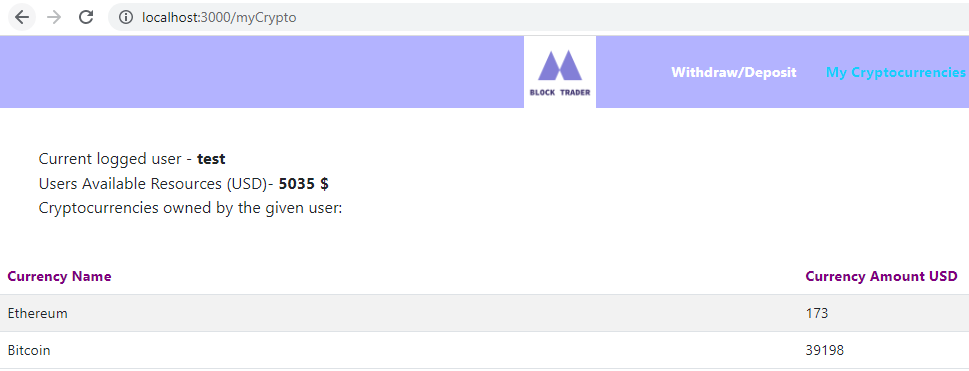 localhost:3000/myCrypto
BLOCK TRADER
Withdraw/Deposit My Cryptocurrencies
Current logged user - test
Users Available Resources (USD)- 5035 $
Cryptocurrencies owned by the given user:
Currency Name Currency Amount USD
Ethereum 173
Bitcoin 39198